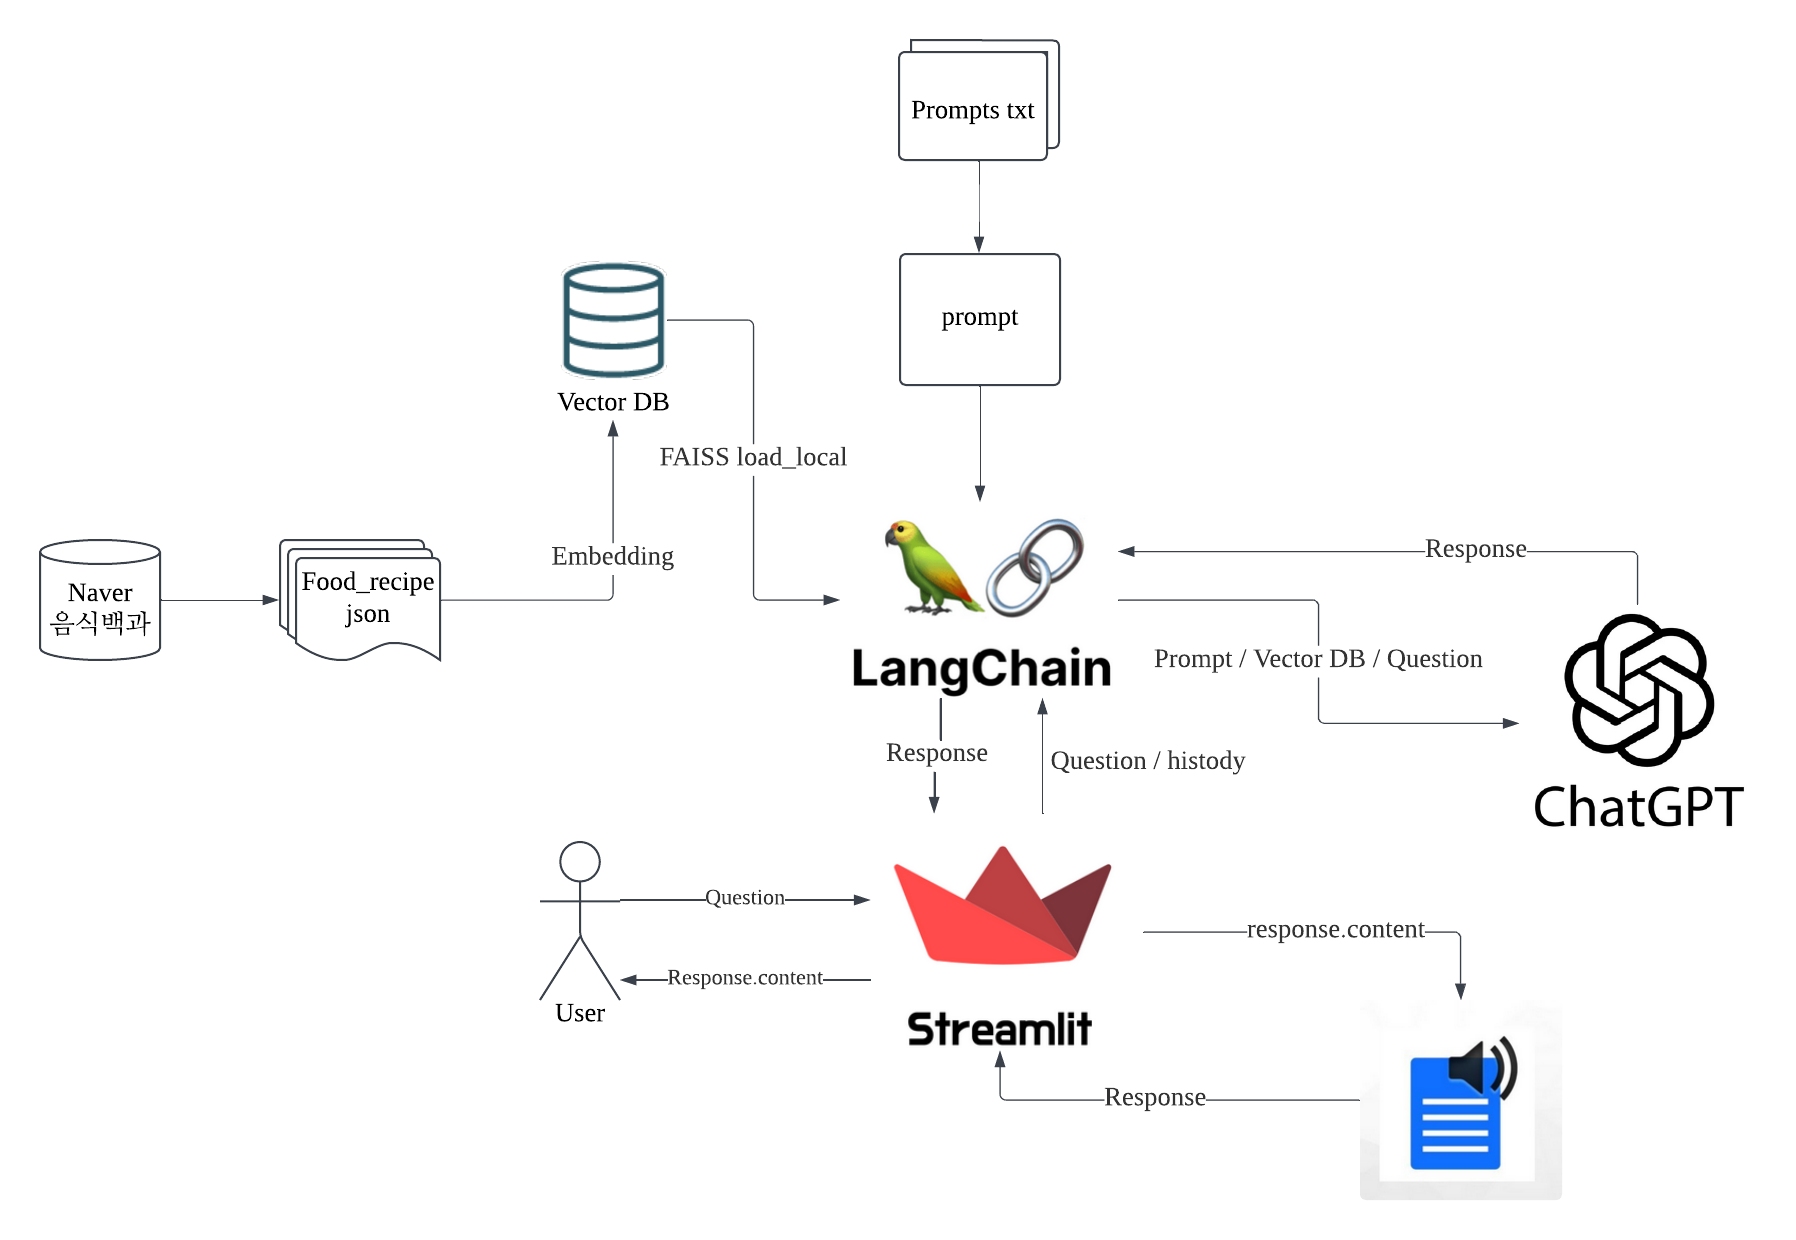 Prompts txt
prompt
Vector DB
FAISS load_local
Embedding
Naver
음식백과
Food_recipe
json
LangChain
Response
Prompt / Vector DB / Question
ChatGPT
Response
Question / histody
Question
Response.content
User
Streamlit
response.content
Response